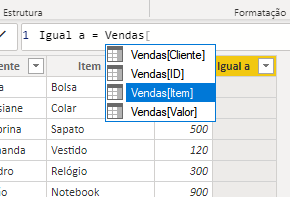 Estrutura Formatação
1 Igual a = Vendas[
Vendas[Cliente]
Vendas[ID]
Vendas[Item]
Vendas[Valor]
ente Item Igual a
Bolsa
siane Colar
brina Sapato 500
nanda Vestido 120
dro Relógio 300
Notebook 900